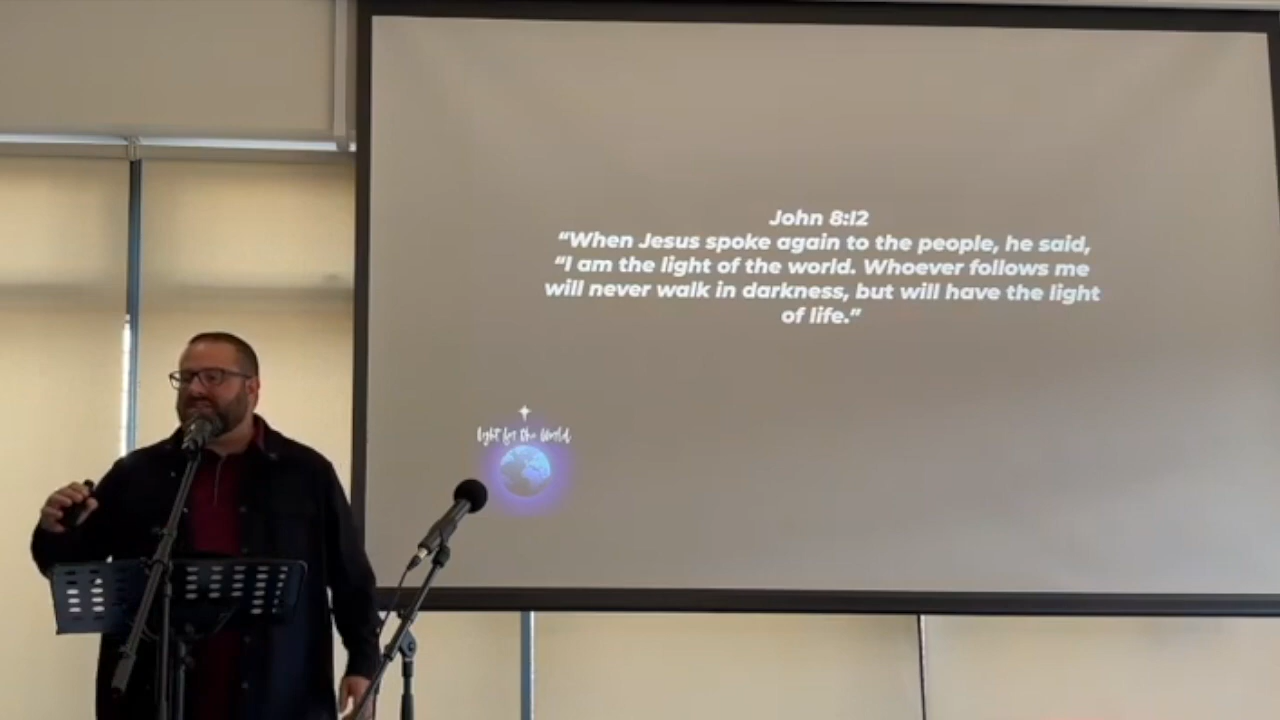 John 8:12
“When Jesus spoke again to the people, he said,
“I am the light of the world. Whoever follows me
will never walk in darkness, but will have the light
of life.”
light for the World